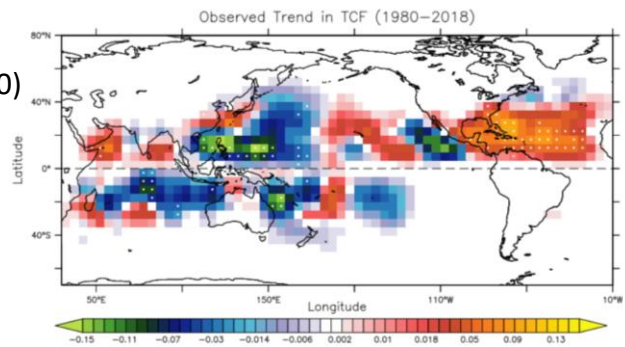 Observed Trend in TCF (1980−2018)
80°N
0)
40°N
Latitude
0°
40°S
50°E 150°E 110°W 10°W
Longitude
−0.15 −0.11 −0.07 −0.03 −0.014 −0.006 0.002 0.01 0.018 0.05 0.09 0.13